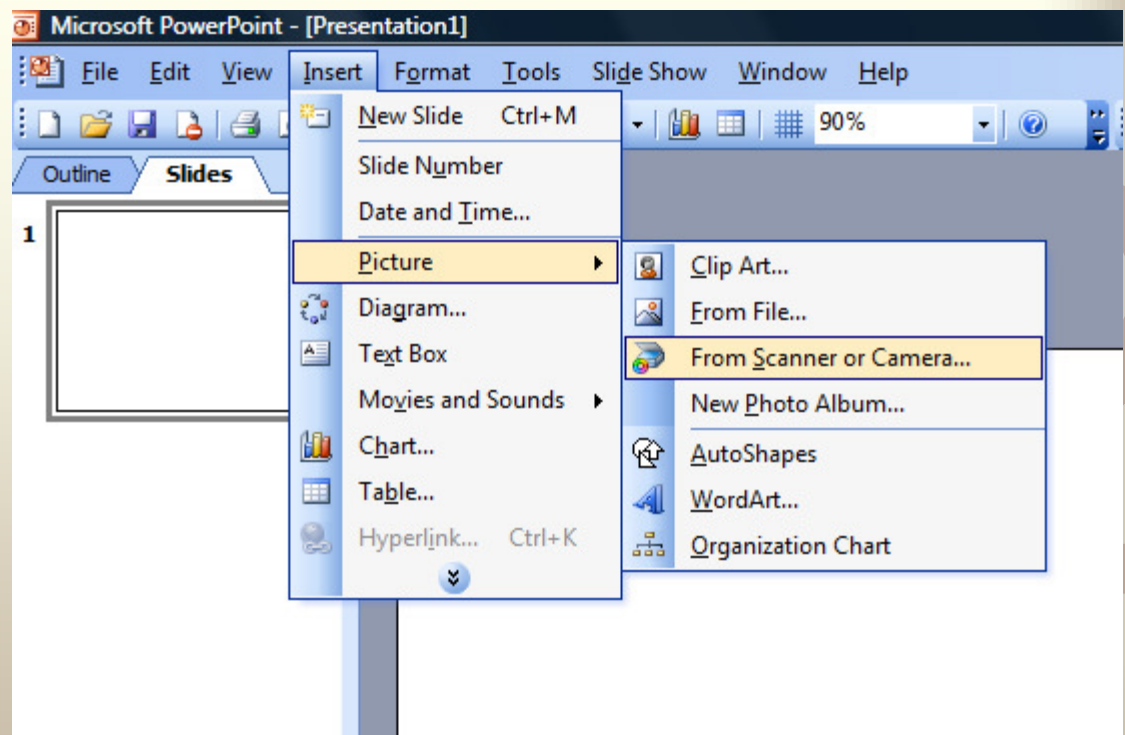 Microsoft PowerPoint - [Presentation1]
File Edit View Insert Format Tools Slide Show Window Help
90%
Outline Slides
1
New Slide Ctrl+M
Slide Number
Date and Time...
Picture
Diagram...
Text Box
Movies and Sounds
Chart...
Table...
Hyperlink... Ctrl+K
Clip Art...
From File...
From Scanner or Camera...
New Photo Album...
AutoShapes
WordArt...
Organization Chart